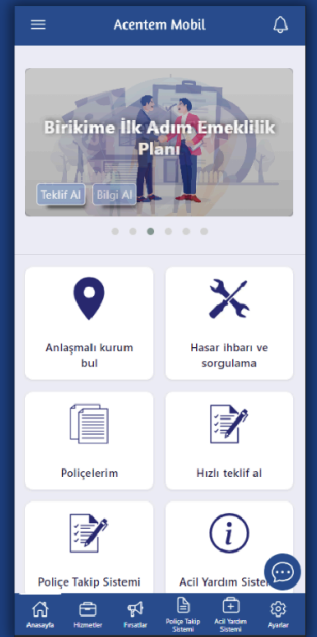 Acentem Mobil
Birikime İlk Adım Emeklilik
Planı
Teklif Al Bilgi Al
Anlaşmalı kurum
bul
Hasar ihbarı ve
sorgulama
Poliçelerim
Hızlı teklif al
Poliçe Takip Sistemi
Acil Yardım Siste
Anasayfa
Hizmetler
Fırsatlar
Poliçe Takip
Sistemi
Acil Yardım
Sistemi
Ayarlar